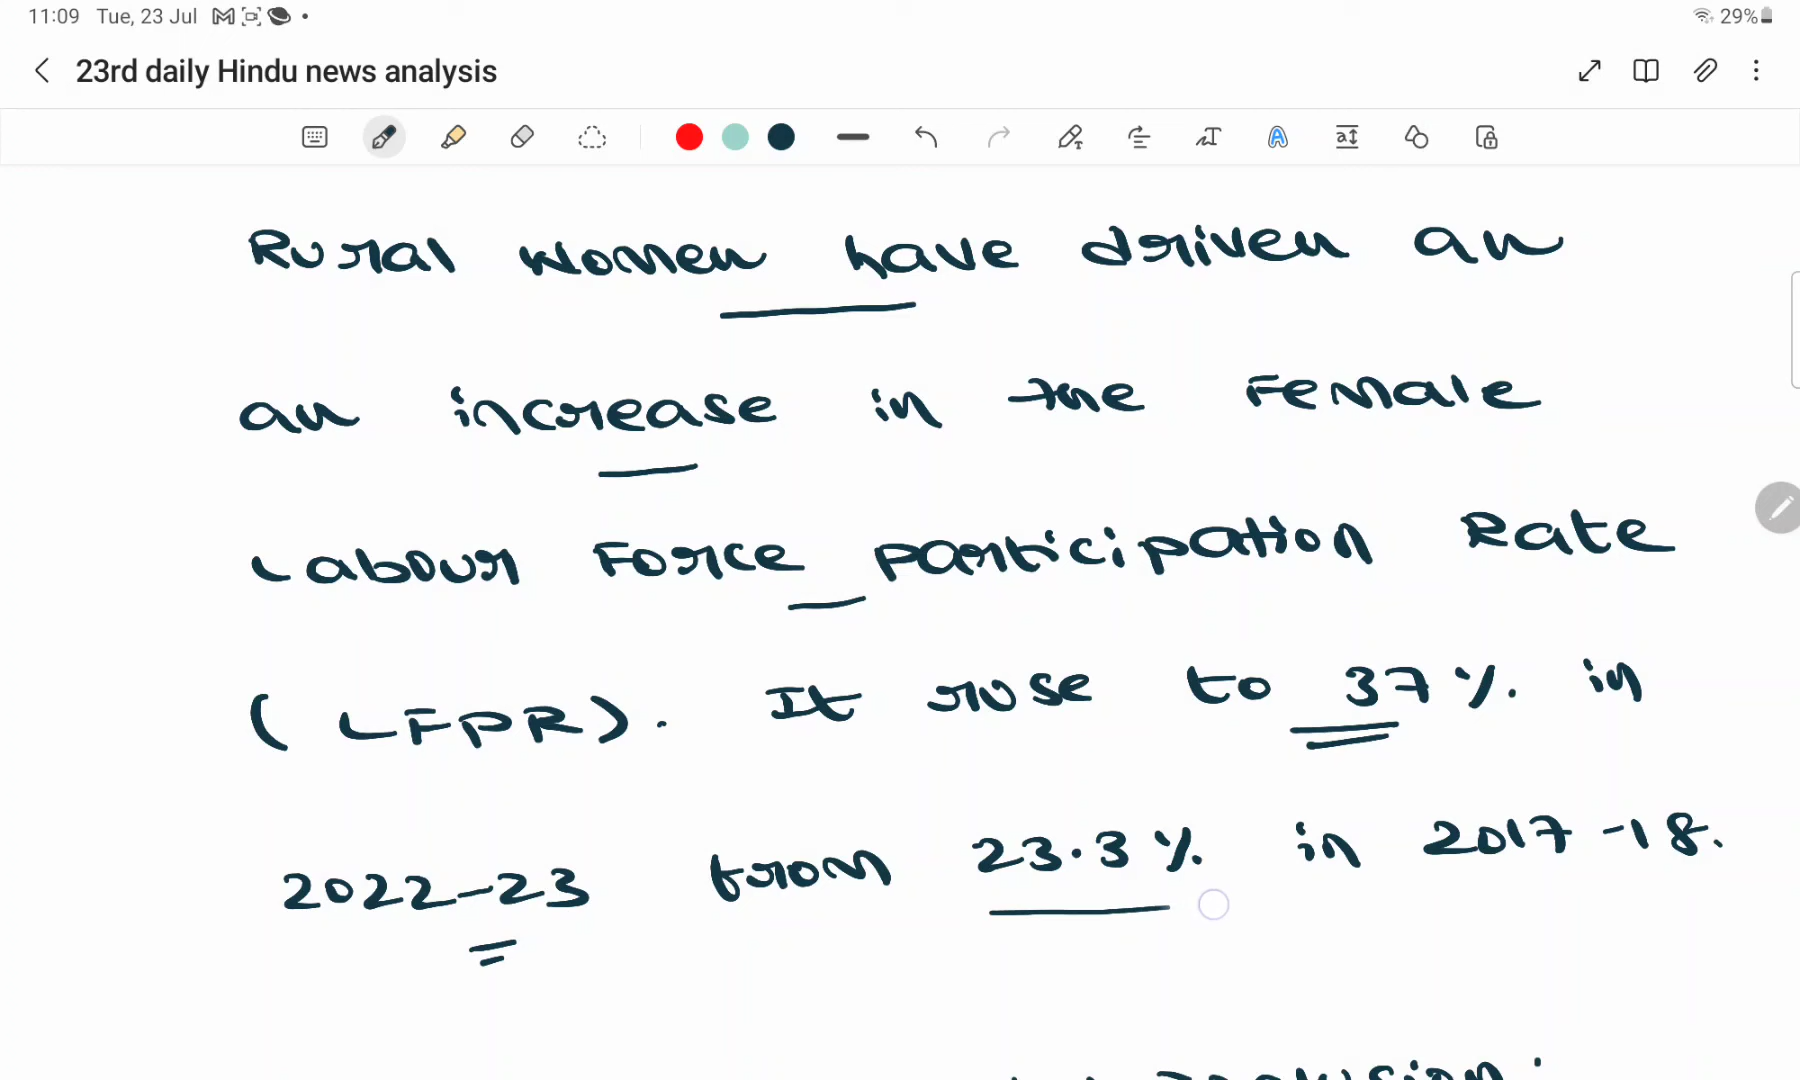 11:09 Tue, 23 Jul 29%
23rd daily Hindu news analysis
Rural women have driven an
an increase in the Female
Labour Force participation Rate
(LFPR). It rose to 37%. in
2022-23 from 23.3%. in 2017-18.